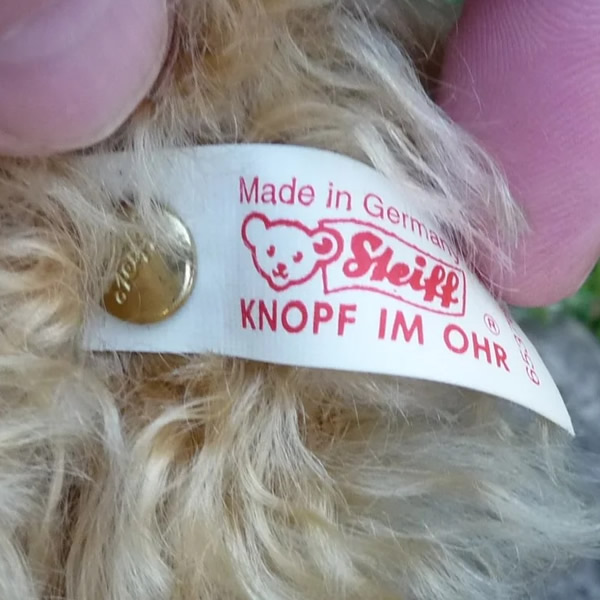 Made in Germany
Steiff
KNOPF IM OHR ®